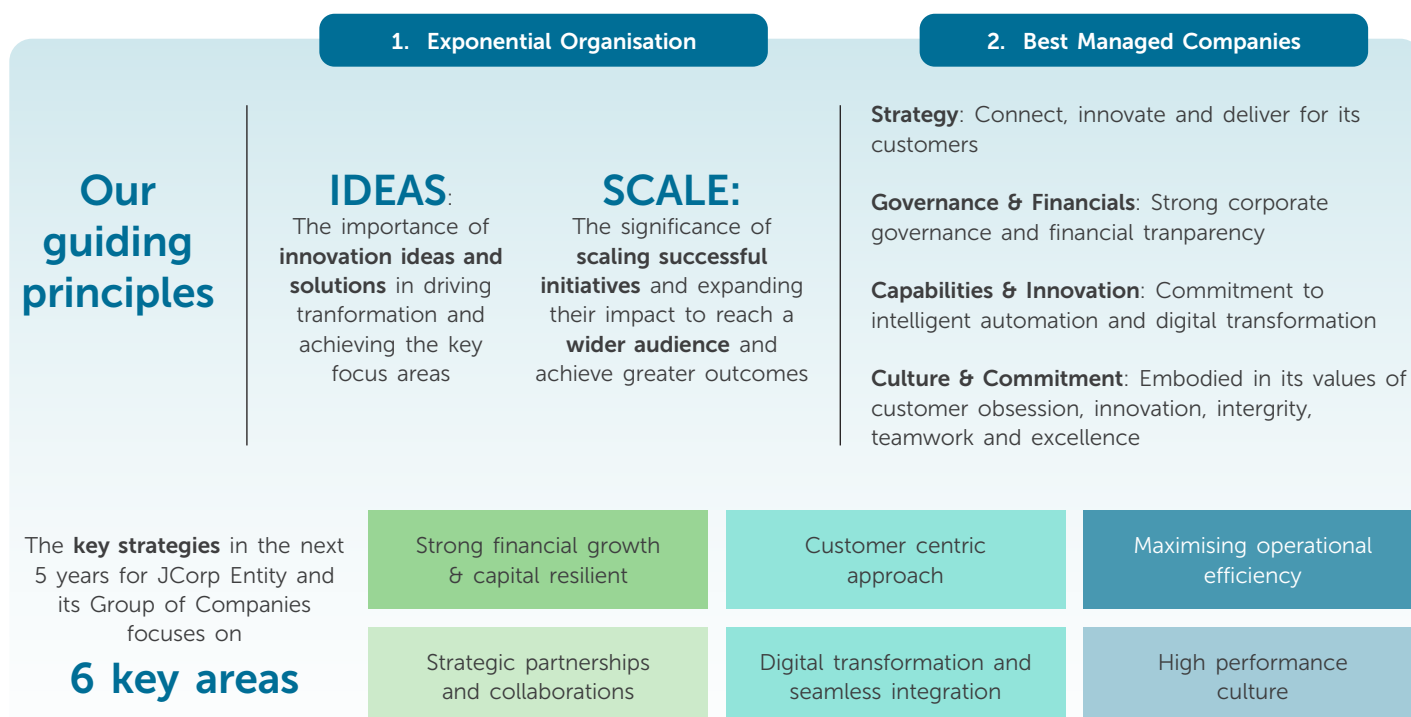 1. Exponential Organisation
2. Best Managed Companies
Our
guiding
principles
IDEAS:
The importance of
innovation ideas and
solutions in driving
tranformation and
achieving the key
focus areas
SCALE:
The significance of
scaling successful
initiatives and expanding
their impact to reach a
wider audience and
achieve greater outcomes
Strategy: Connect, innovate and deliver for its
customers
Governance & Financials: Strong corporate
governance and financial tranparency
Capabilities & Innovation: Commitment to
intelligent automation and digital transformation
Culture & Commitment: Embodied in its values of
customer obsession, innovation, intergrity,
teamwork and excellence
The key strategies in the next
5 years for JCorp Entity and
its Group of Companies
focuses on
6 key areas
Strong financial growth
& capital resilient
Customer centric
approach
Maximising operational
efficiency
Strategic partnerships
and collaborations
Digital transformation and
seamless integration
High performance
culture